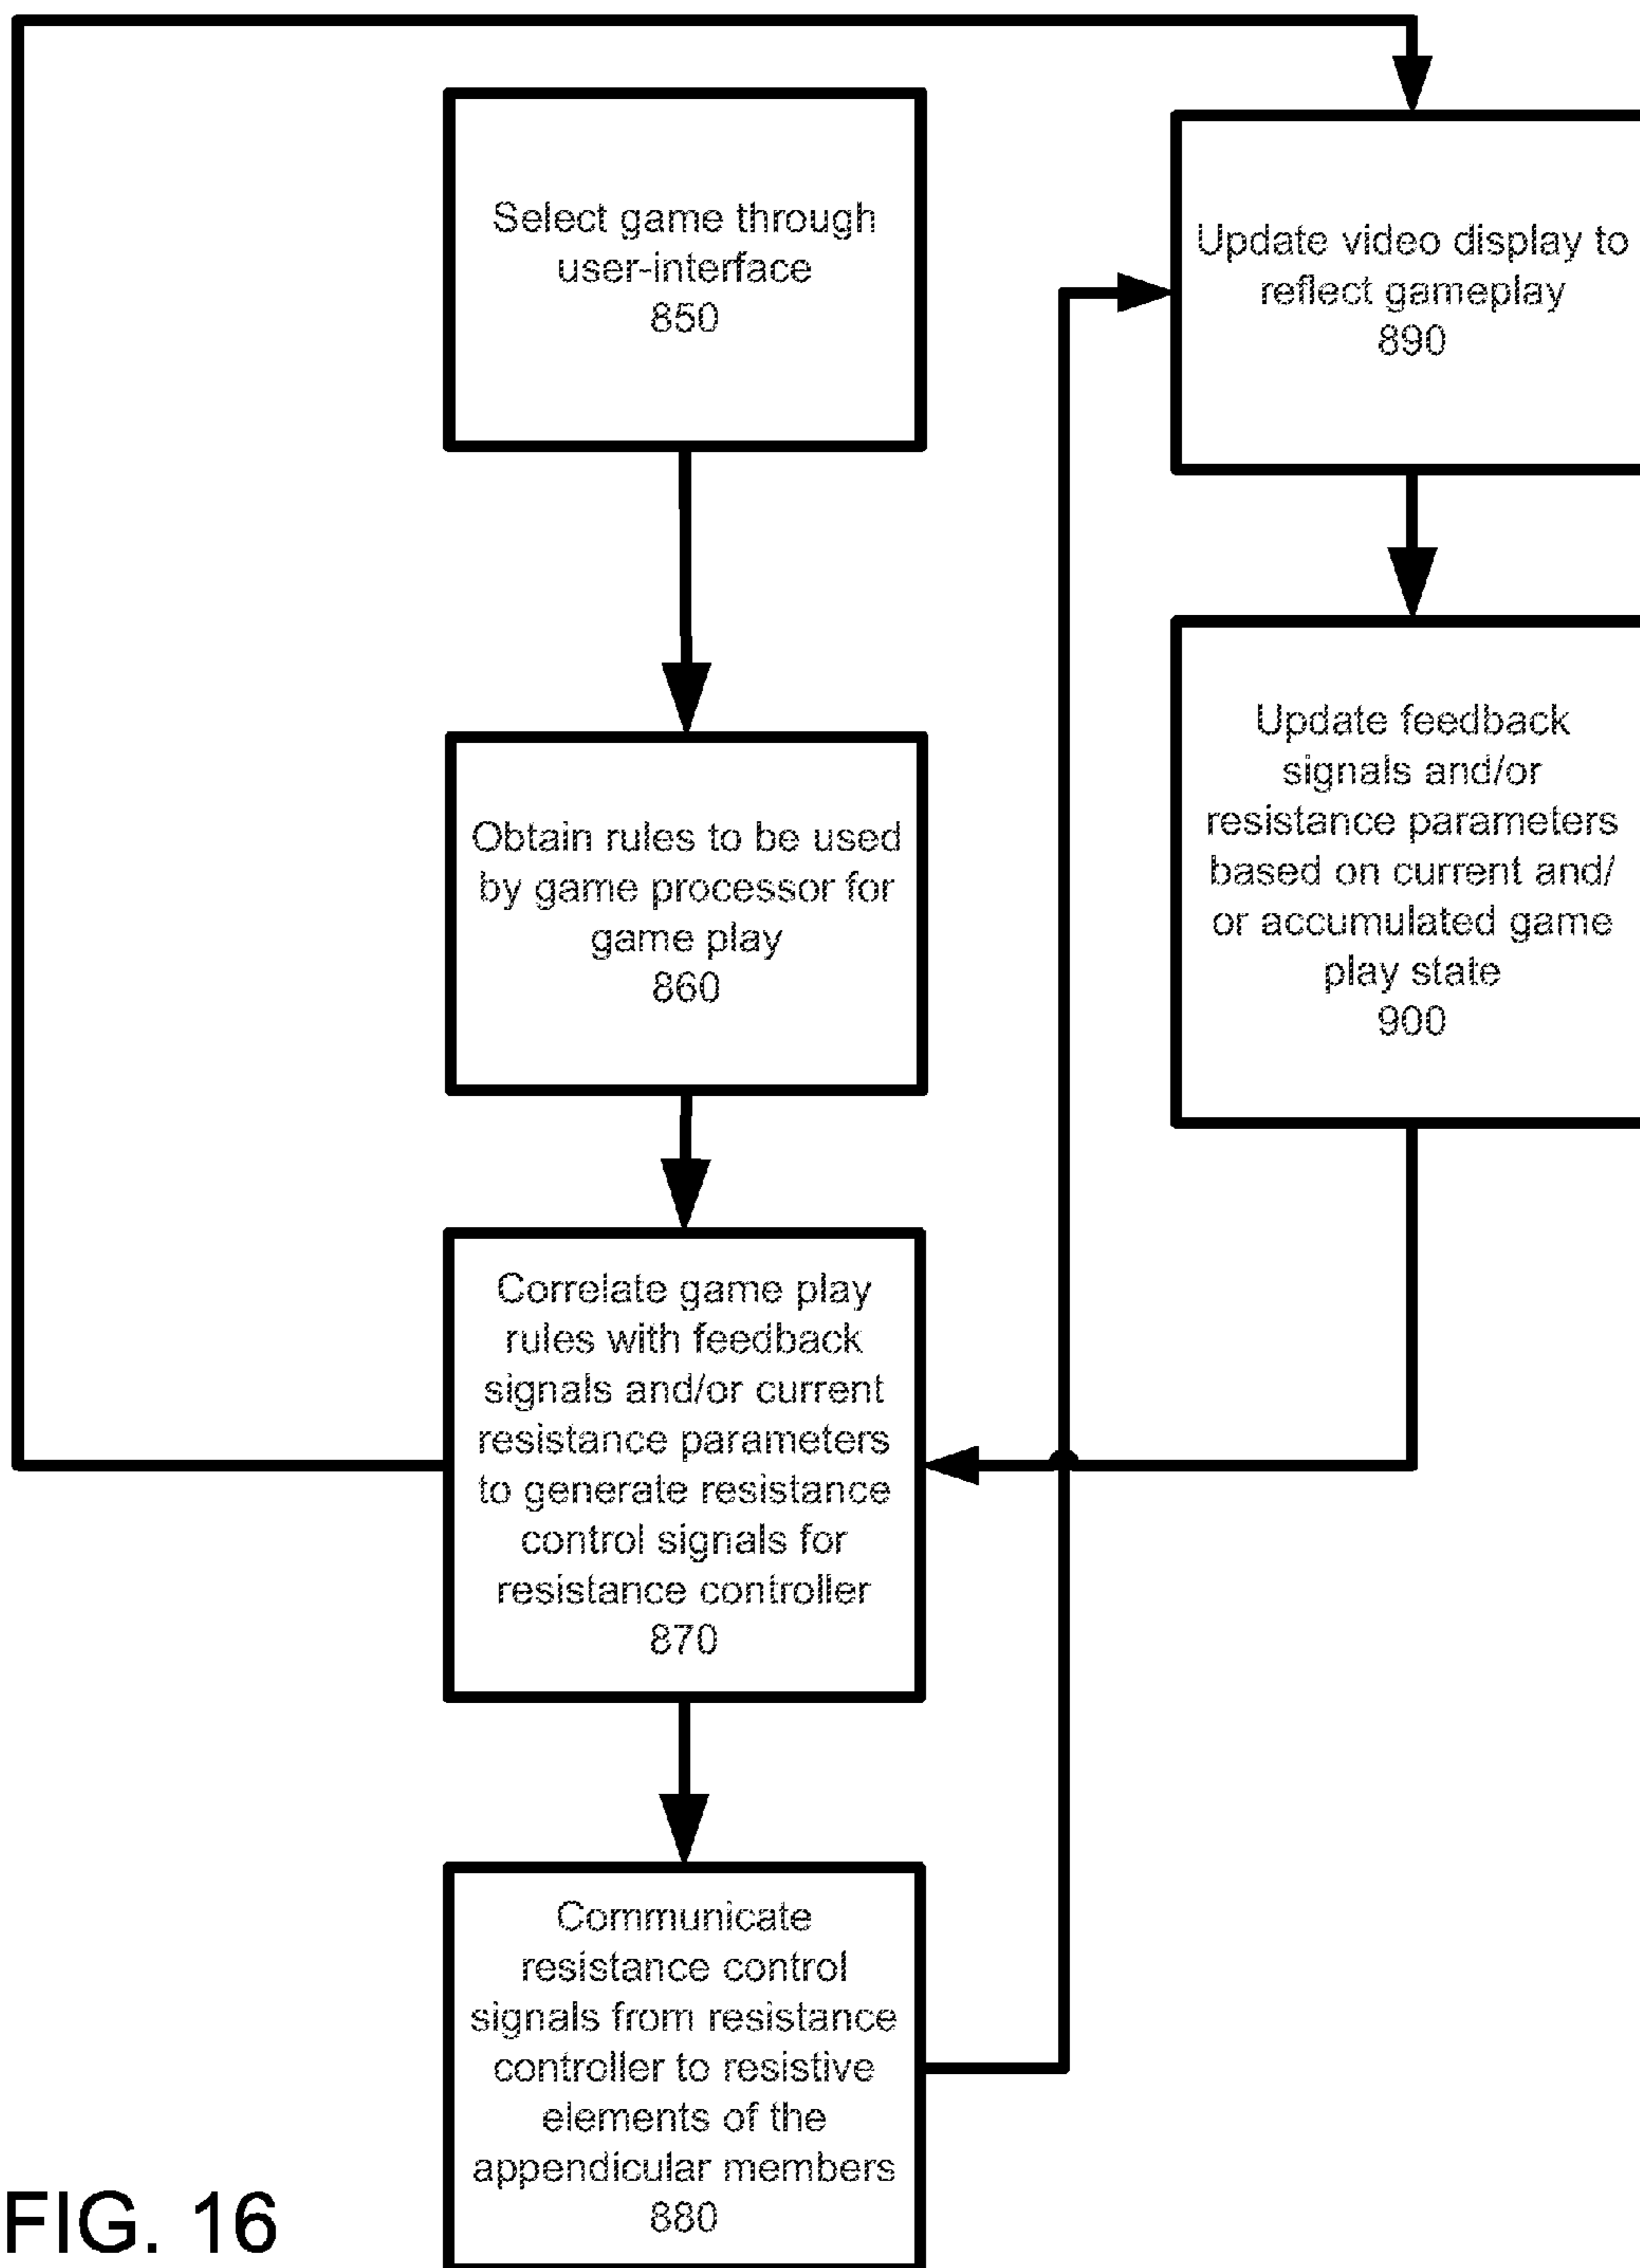 Select game through
user-interface
850
Obtain rules to be used
by game processor for
game play
860
Correlate game play
rules with feedback
signals and/or current
resistance parameters
to generate resistance
control signals for
resistance controller
870
Communicate
resistance control
signals from resistance
controller to resistive
elements of the
appendicular members
880
Update video display to
reflect gameplay
890
Update feedback
signals and/or
resistance parameters
based on current and/
or accumulated game
play state
900
FIG. 16